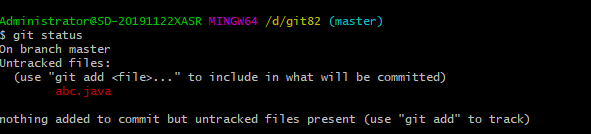 Administrator@SD-20191122XASR MINGW64 /d/git82 (master)
$ git status
On branch master
Untracked files:
  (use "git add <file>..." to include in what will be committed)
        abc.java

nothing added to commit but untracked files present (use "git add" to track)